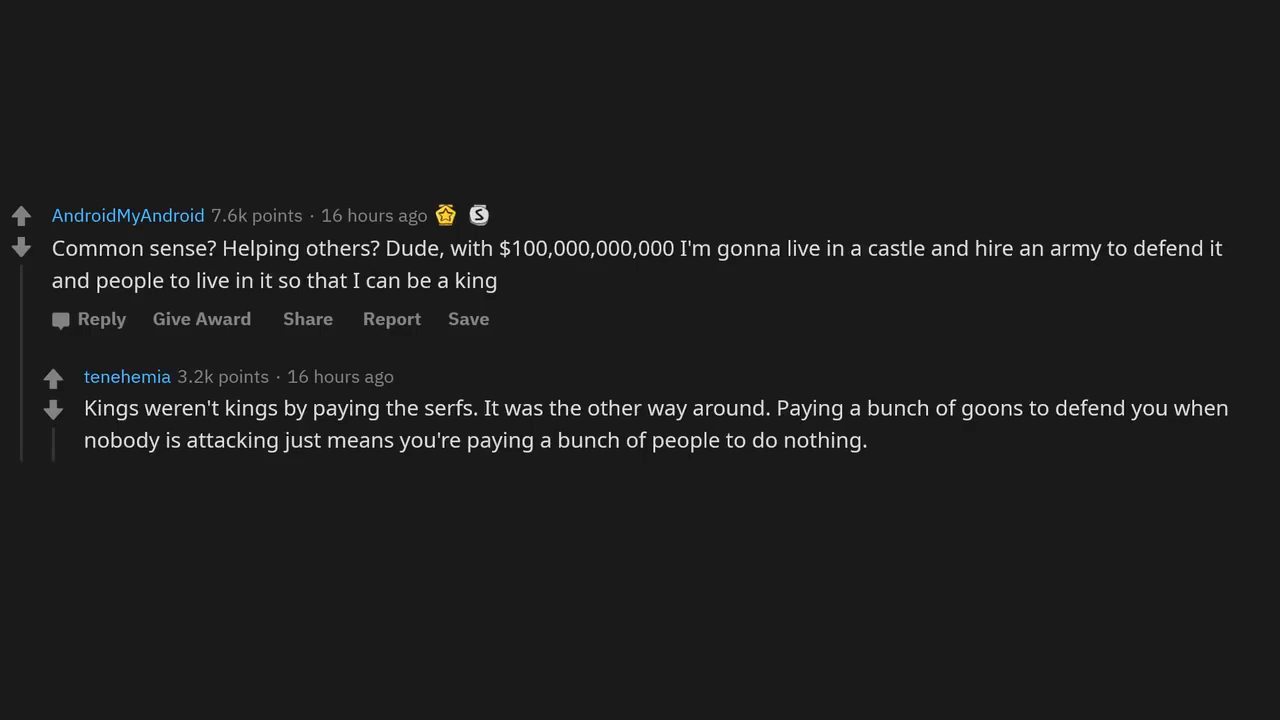 AndroidMyAndroid 7.6k points · 16 hours ago S
Common sense? Helping others? Dude, with $100,000,000,000 I'm gonna live in a castle and hire an army to defend it
and people to live in it so that I can be a king
Reply Give Award Share Report Save
tenehemia 3.2k points · 16 hours ago
Kings weren't kings by paying the serfs. It was the other way around. Paying a bunch of goons to defend you when
nobody is attacking just means you're paying a bunch of people to do nothing.